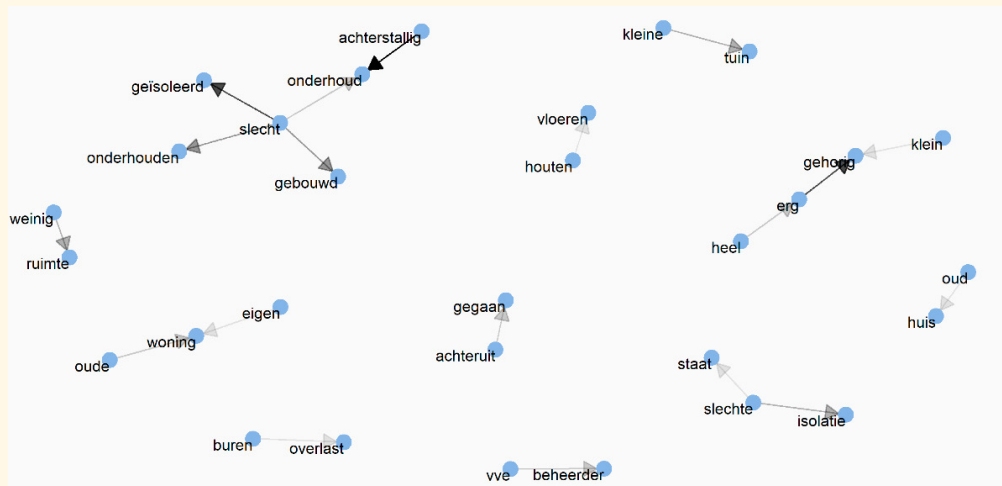 achterstallig
kleine
tuin
geïsoleerd
onderhoud
slecht
vloeren
onderhouden
houten
gehorig
klein
gebouwd
weinig
erg
ruimte
heel
oud
eigen
gegaan
huis
woning
achteruit
oude
staat
slechte
isolatie
buren
overlast
vve
beheerder